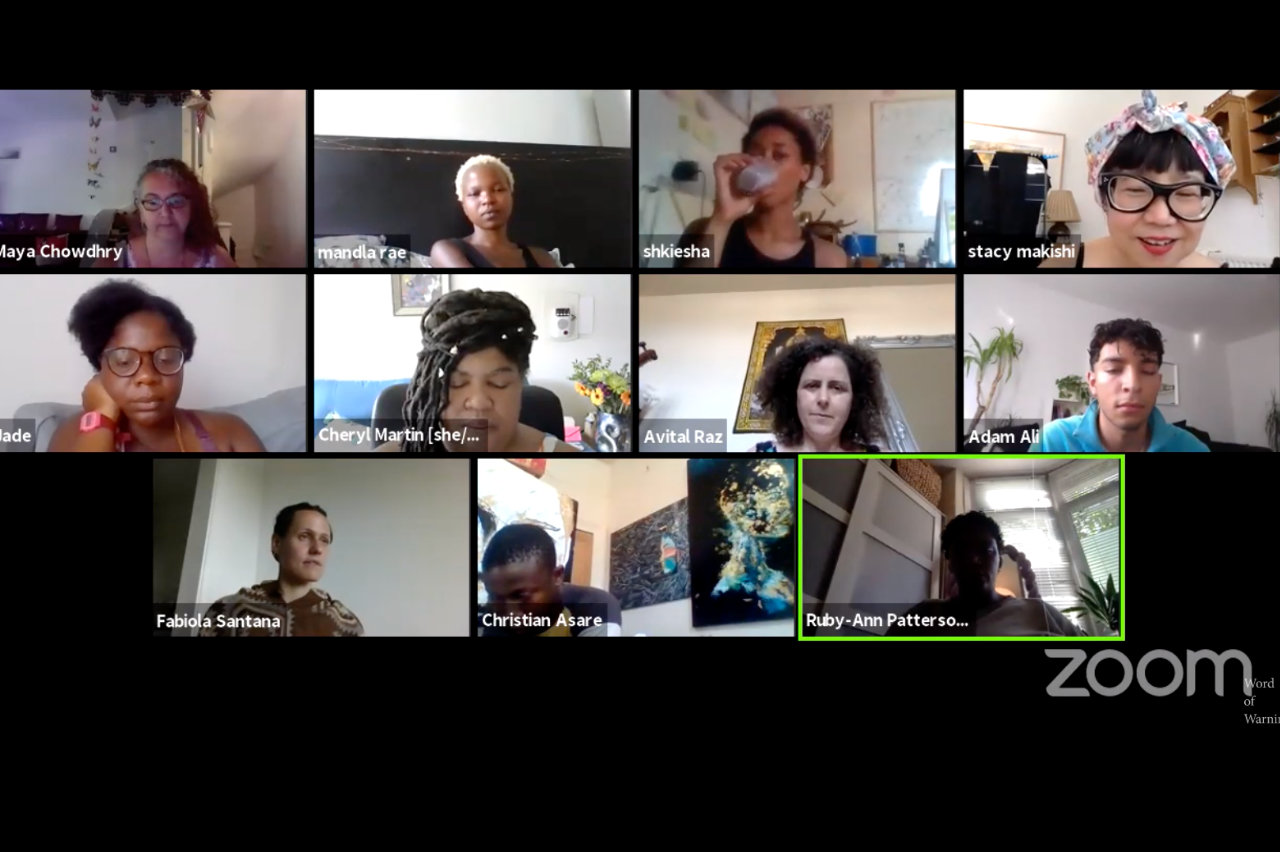 Maya Chowdhry
mandla rae
shkiesha
stacy makishi
Jade
Cheryl Martin [she/...
Avital Raz
Adam Ali
Fabiola Santana
Christian Asare
Ruby-Ann Patterso...
zoom
Word
of
Warnin